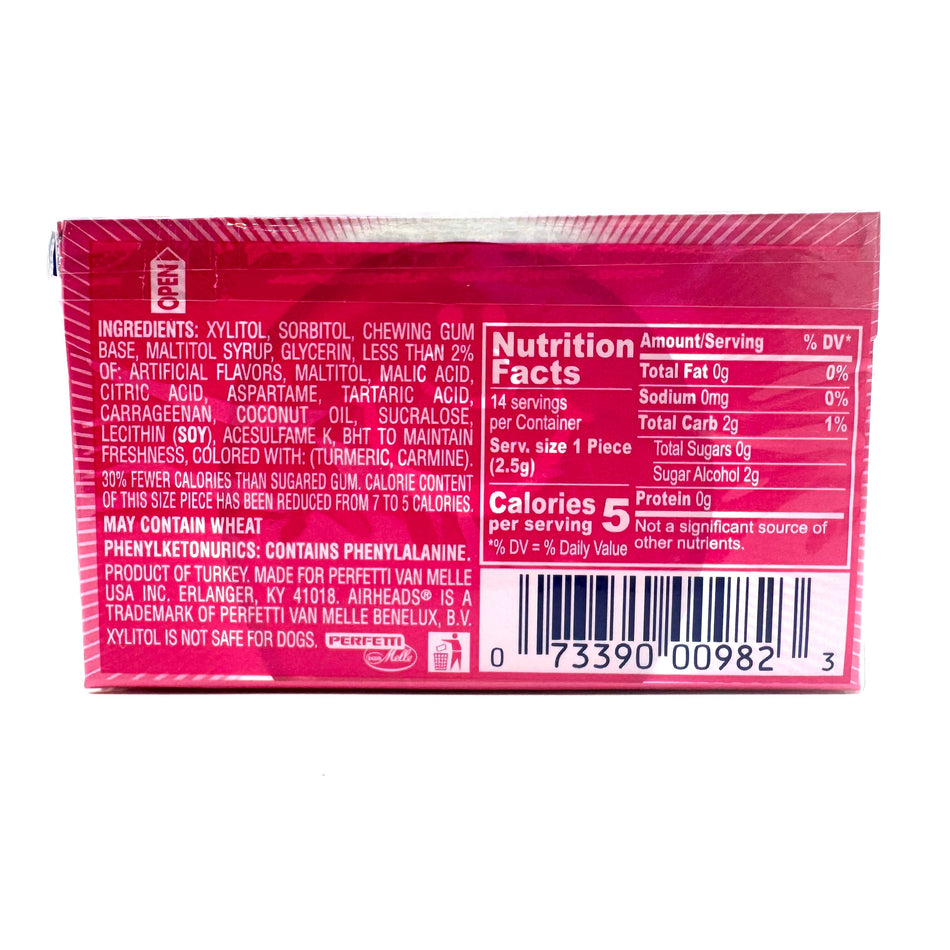 OPEN
INGREDIENTS: XYLITOL, SORBITOL, CHEWING GUM
BASE, MALTITOL SYRUP, GLYCERIN, LESS THAN 2%
OF: ARTIFICIAL FLAVORS, MALTITOL, MALIC ACID,
CITRIC ACID, ASPARTAME, TARTARIC ACID,
CARRAGEENAN, COCONUT OIL, SUCRALOSE,
LECITHIN (SOY), ACESULFAME K, BHT TO MAINTAIN
FRESHNESS, COLORED WITH: (TURMERIC, CARMINE).
30% FEWER CALORIES THAN SUGARED GUM. CALORIE CONTENT
OF THIS SIZE PIECE HAS BEEN REDUCED FROM 7 TO 5 CALORIES.
MAY CONTAIN WHEAT
PHENYLKETONURICS: CONTAINS PHENYLALANINE.
PRODUCT OF TURKEY. MADE FOR PERFETTI VAN MELLE
USA INC. ERLANGER, KY 41018. AIRHEADS® IS A
TRADEMARK OF PERFETTI VAN MELLE BENELUX, B.V.
XYLITOL IS NOT SAFE FOR DOGS.
PERFETTI
Melle
Nutrition
Facts
14 servings
per Container
Serv. size 1 Piece
(2.5g)
Calories 5
per serving
*% DV = % Daily Value
Amount/Serving % DV*
Total Fat 0g 0%
Sodium 0mg 0%
Total Carb 2g 1%
Total Sugars 0g
Sugar Alcohol 2g
Protein 0g
Not a significant source of
other nutrients.
0 73390 00982 3